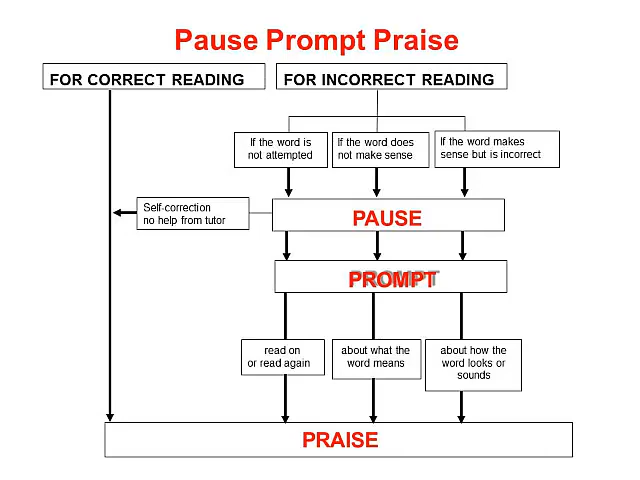 Pause Prompt Praise
FOR CORRECT READING
FOR INCORRECT READING
If the word is
not attempted
If the word does
not make sense
If the word makes
sense but is incorrect
Self-correction
no help from tutor
PAUSE
PROMPT
read on
or read again
about what the
word means
about how the
word looks or
sounds
PRAISE